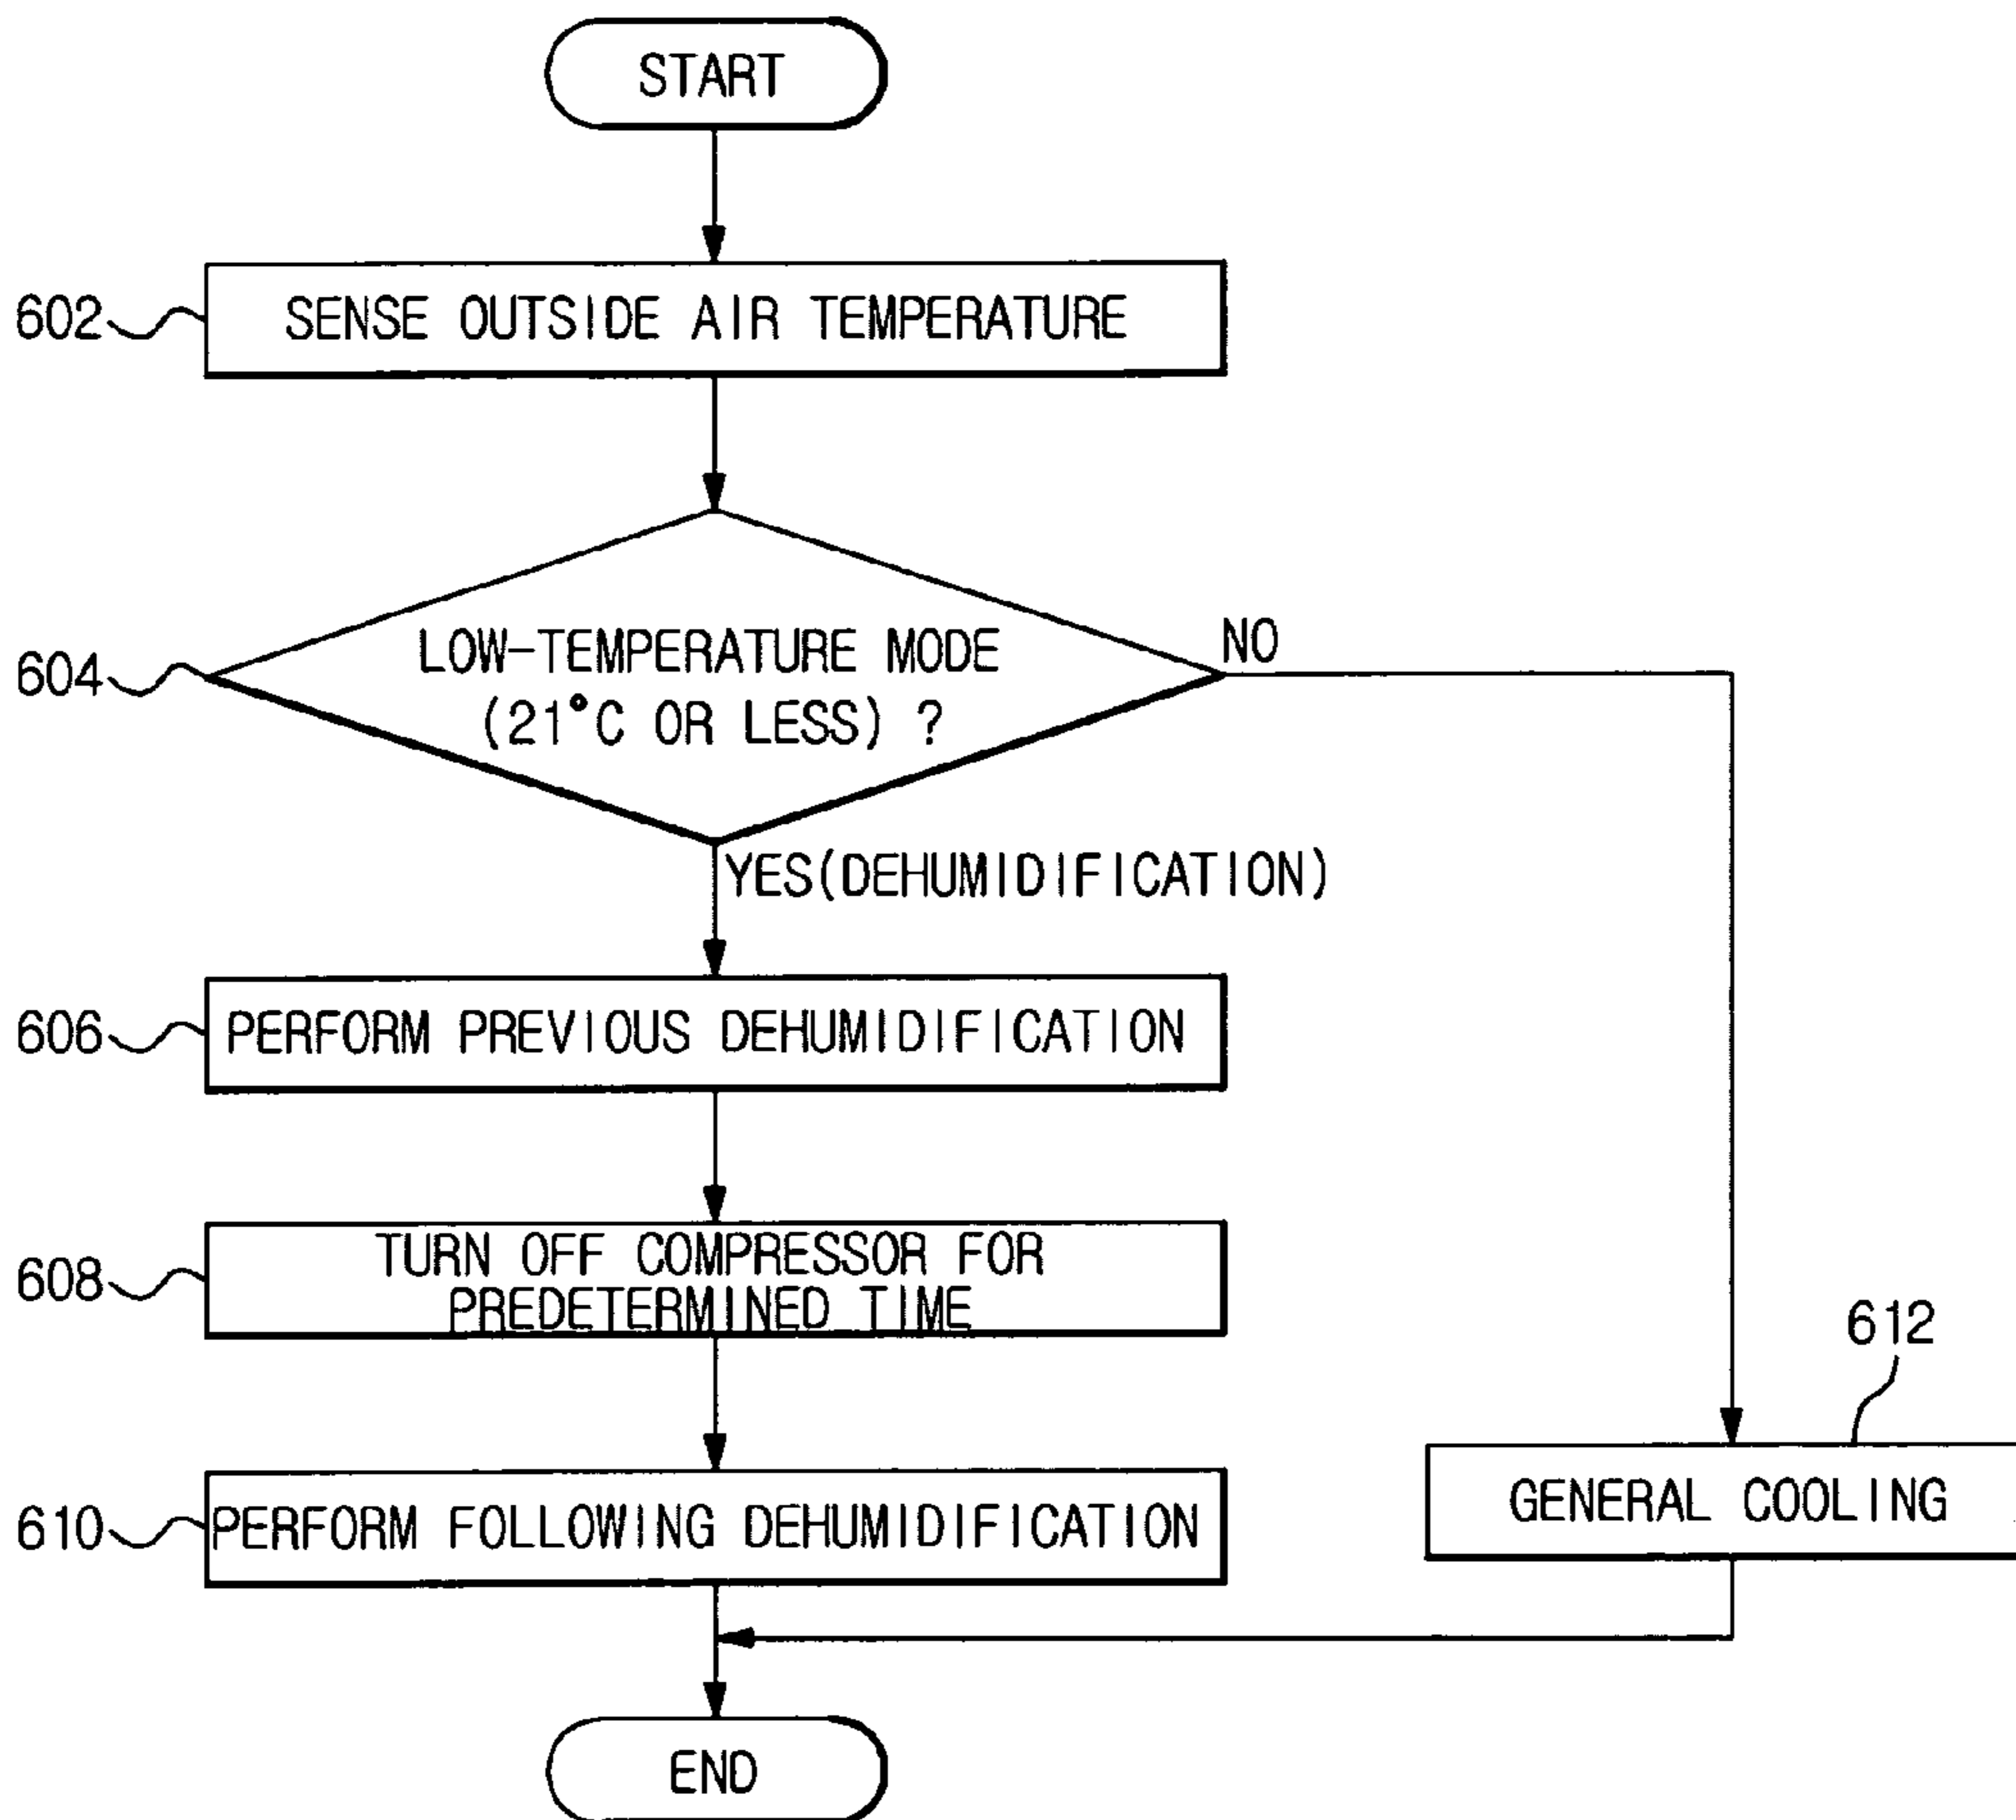 START
602
SENSE OUTSIDE AIR TEMPERATURE
604
LOW-TEMPERATURE MODE
(21°C OR LESS) ?
NO
YES(DEHUMIDIFICATION)
606
PERFORM PREVIOUS DEHUMIDIFICATION
608
TURN OFF COMPRESSOR FOR
PREDETERMINED TIME
612
610
PERFORM FOLLOWING DEHUMIDIFICATION
GENERAL COOLING
END